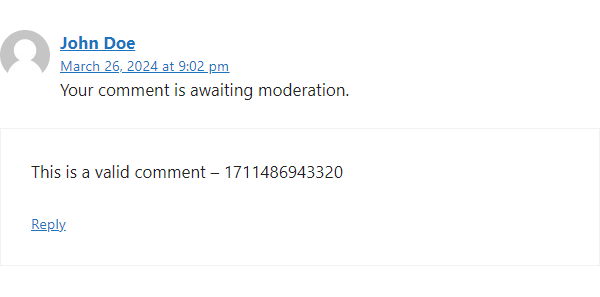 John Doe
March 26, 2024 at 9:02 pm
Your comment is awaiting moderation.
This is a valid comment – 1711486943320
Reply